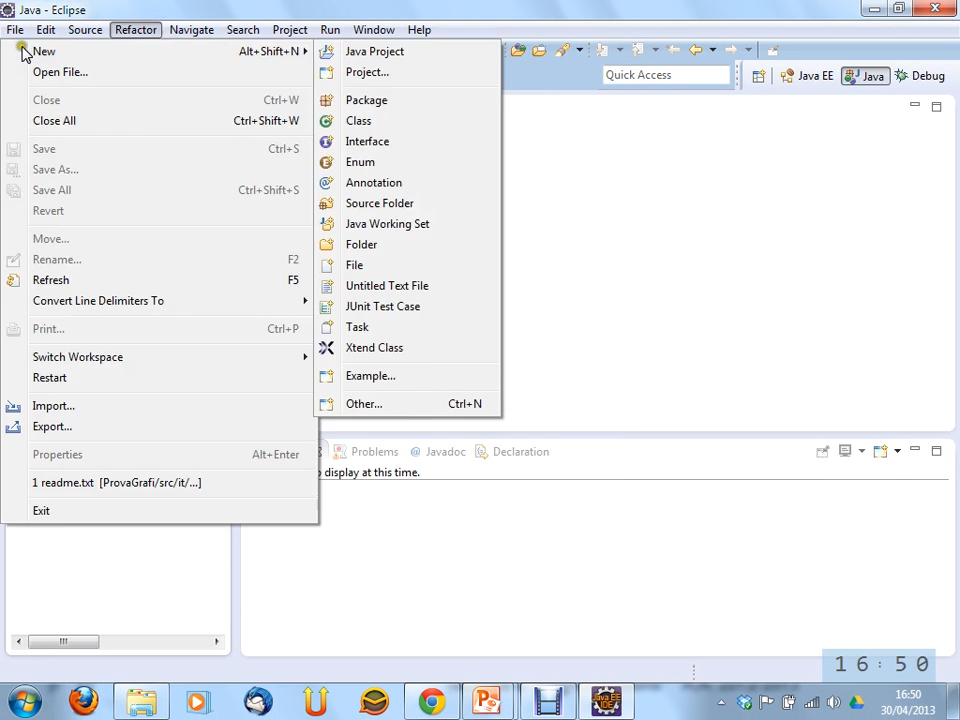 Java - Eclipse
File Edit Source Refactor Navigate Search Project Run Window Help
New Alt+Shift+N
Open File...
Close Ctrl+W
Close All Ctrl+Shift+W
Save Ctrl+S
Save As...
Save All Ctrl+Shift+S
Revert
Move...
Rename... F2
Refresh F5
Convert Line Delimiters To
Print... Ctrl+P
Switch Workspace
Restart
Import...
Export...
Properties Alt+Enter
1 readme.txt [ProvaGrafi/src/it/...]
Exit
Java Project
Project...
Package
Class
Interface
Enum
Annotation
Source Folder
Java Working Set
Folder
File
Untitled Text File
JUnit Test Case
Task
Xtend Class
Example...
Other... Ctrl+N
Quick Access
Java EE Java Debug
Problems Javadoc Declaration
display at this time.
16:50
Java EE
IDE
16:50
30/04/2013